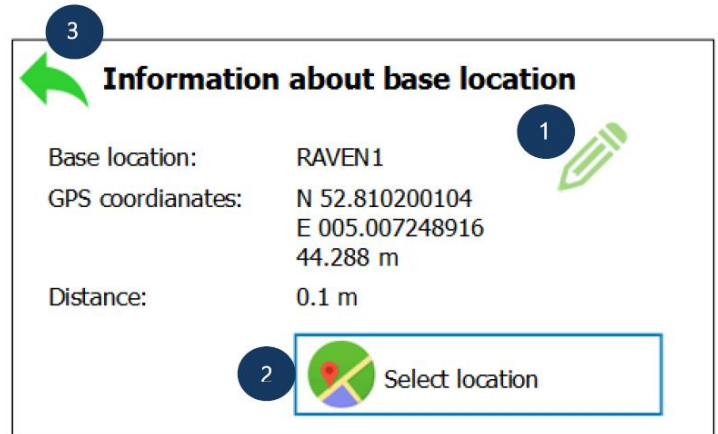 3
Information about base location
1
Base location: RAVEN1
GPS coordianates: N 52.810200104
E 005.007248916
44.288 m
Distance: 0.1 m
2
Select location